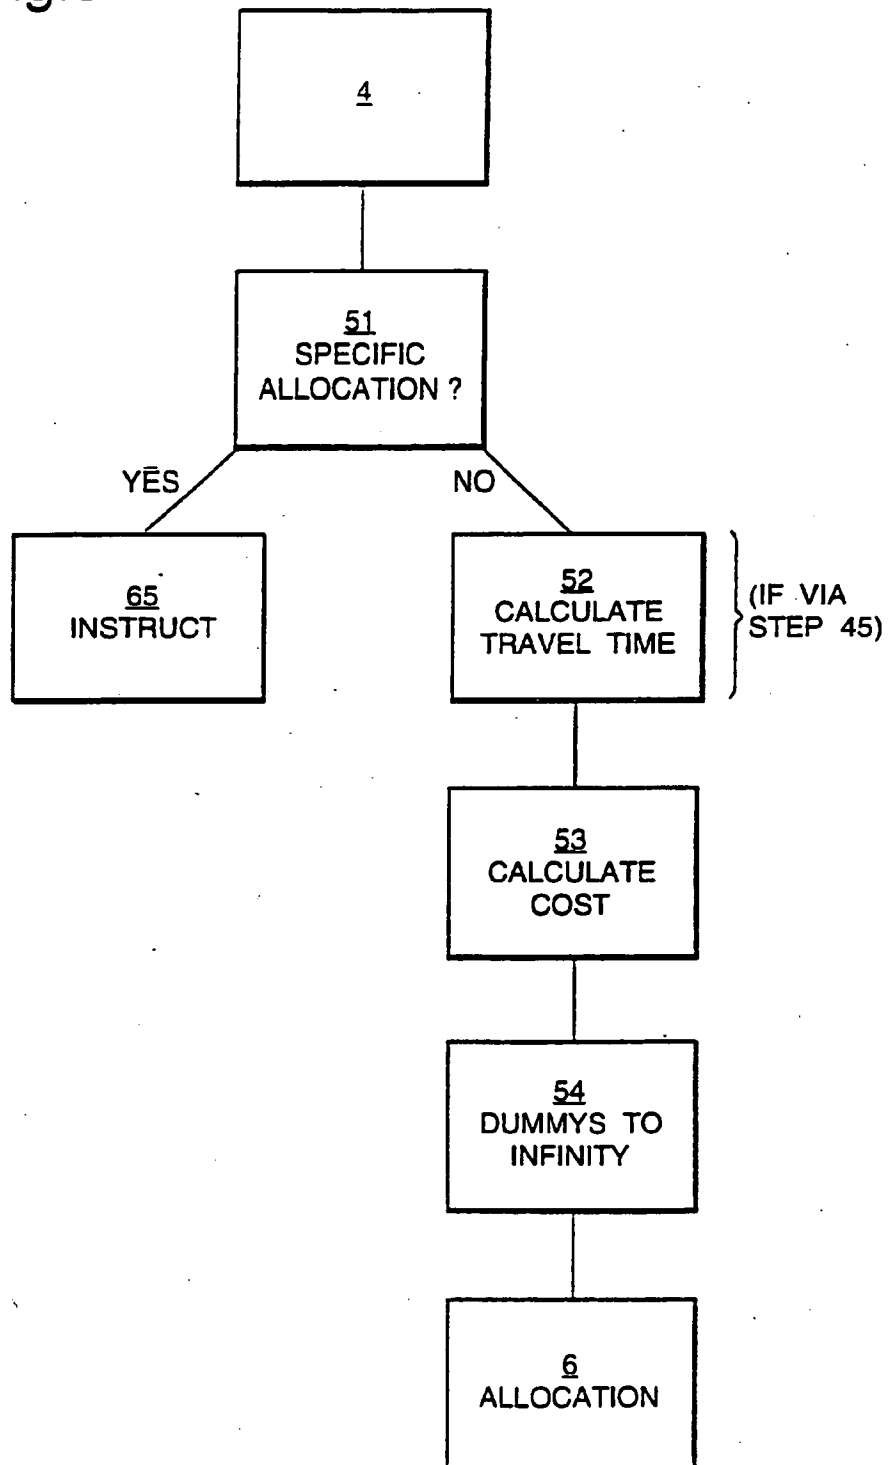 4
51
SPECIFIC
ALLOCATION ?
YES
NO
65
INSTRUCT
52
CALCULATE
TRAVEL TIME
(IF VIA
STEP 45)
53
CALCULATE
COST
54
DUMMYS TO
INFINITY
6
ALLOCATION